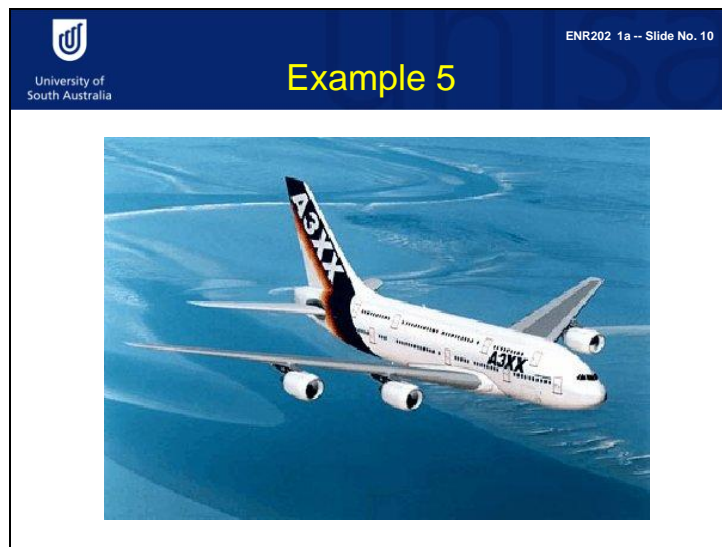 ENR202 1a -- Slide No. 10
University of
South Australia
Example 5
A3XX
A3XX